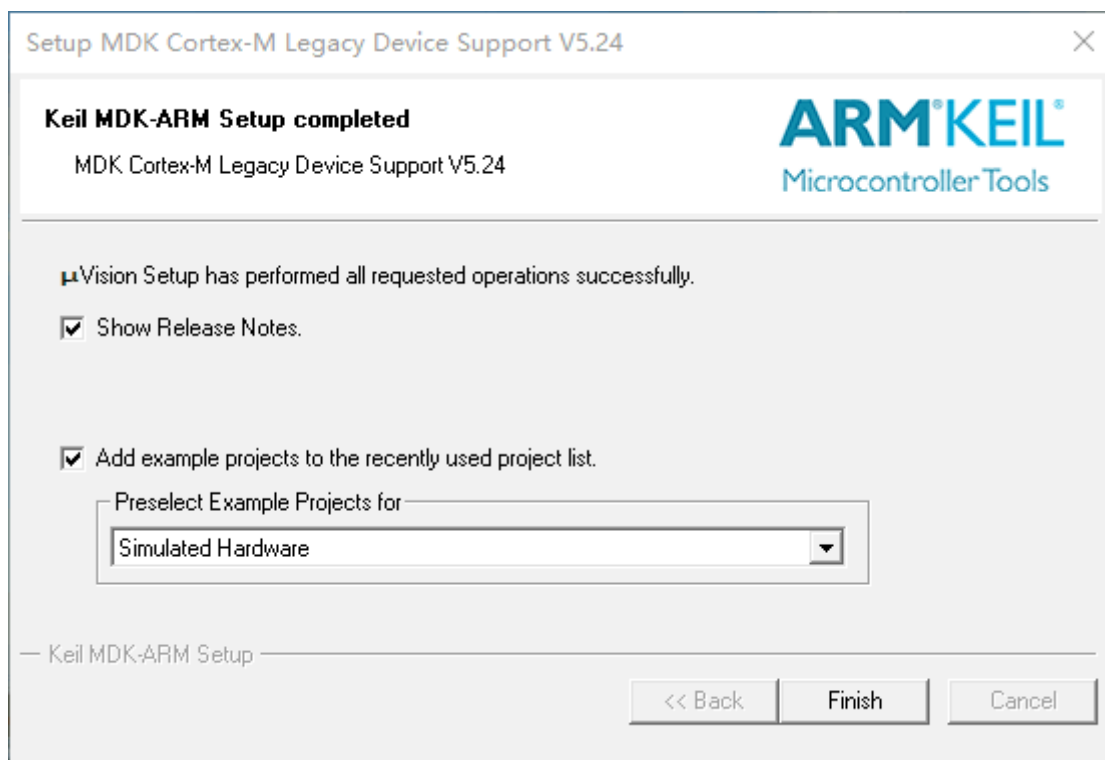 Setup MDK Cortex-M Legacy Device Support V5.24
Keil MDK-ARM Setup completed
MDK Cortex-M Legacy Device Support V5.24
ARM® KEIL®
Microcontroller Tools
µVision Setup has performed all requested operations successfully.
Show Release Notes.
Add example projects to the recently used project list.
Preselect Example Projects for
Simulated Hardware
Keil MDK-ARM Setup
<< Back
Finish
Cancel